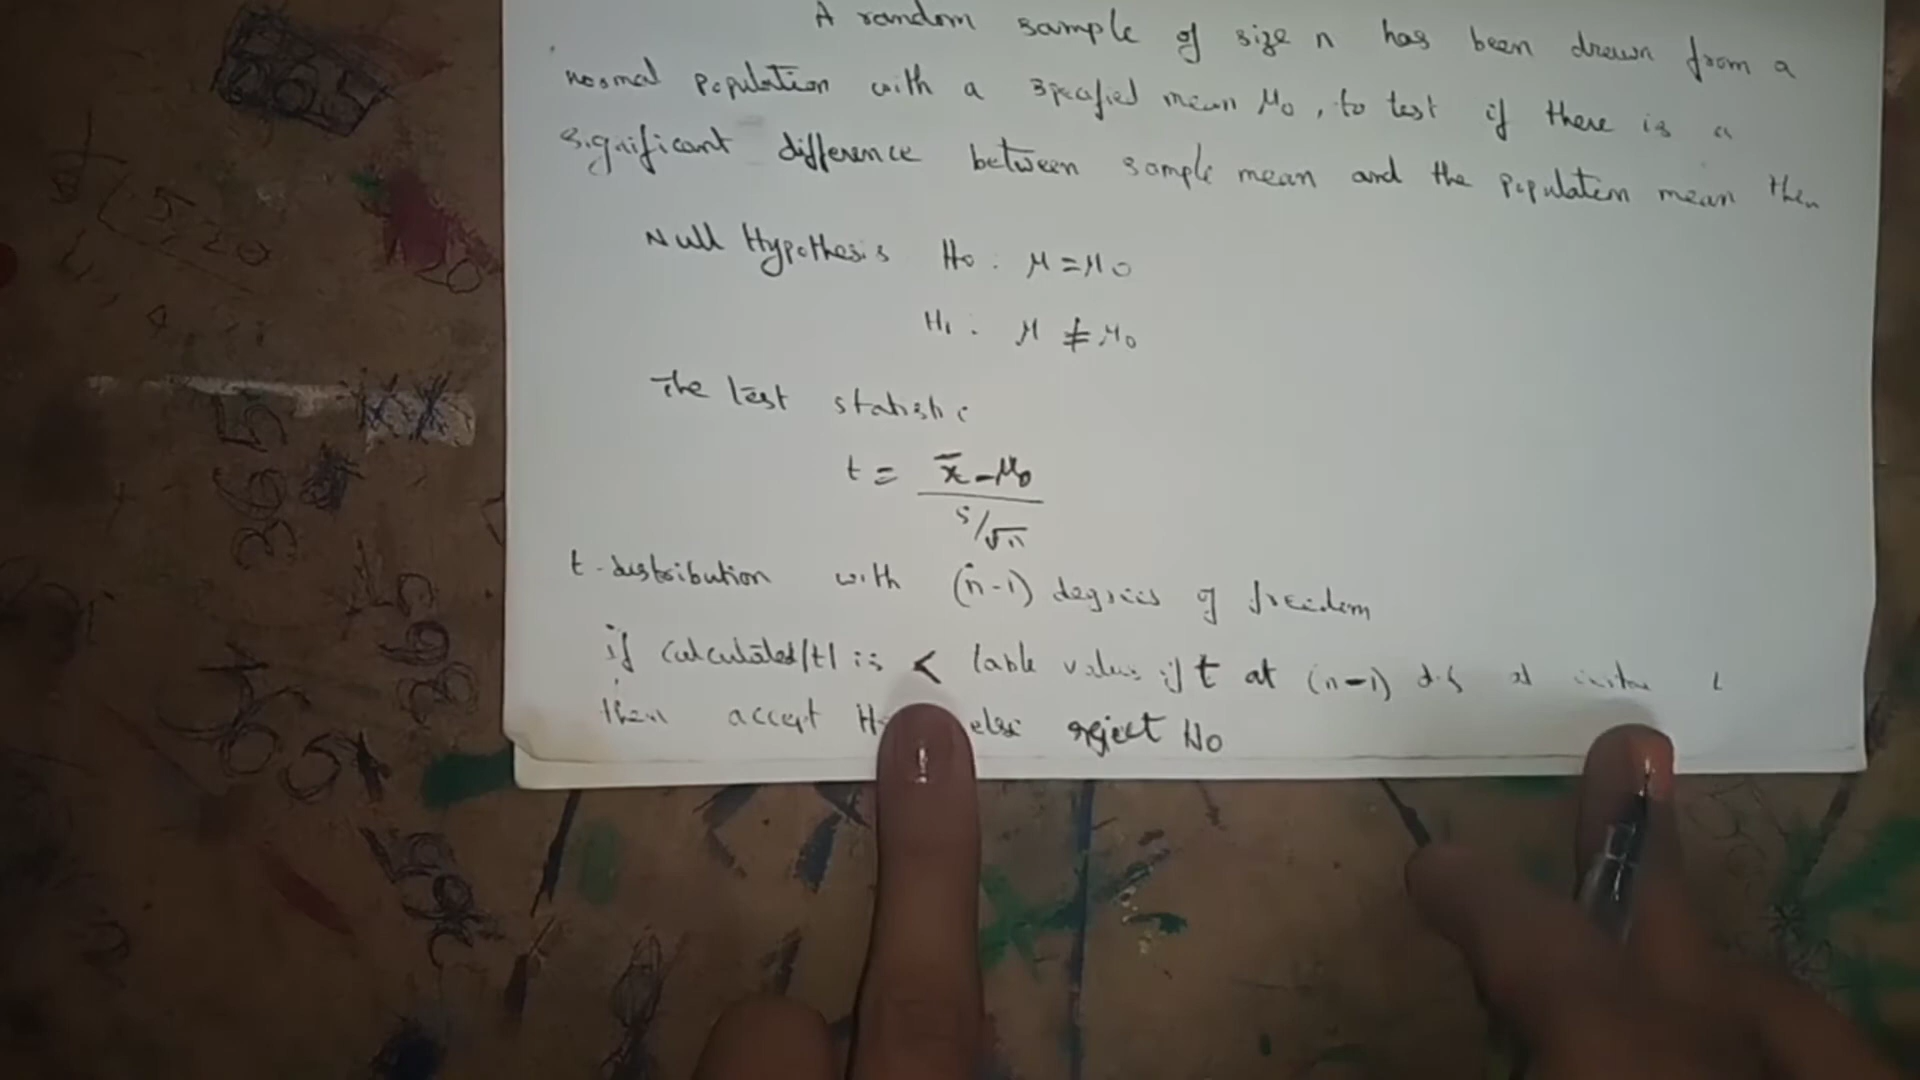 A random sample of size n has been drawn from a
normal population with a specified mean μ₀, to test if there is a
significant difference between sample mean and the population mean then
Null Hypothesis H₀ : μ = μ₀
H₁ : μ ≠ μ₀
The test statistic
t = x̄ - μ₀
s/√n
t-distribution with (n-1) degrees of freedom
if calculated |t| is < table value of t at (n-1) d.f at
then accept else reject H₀